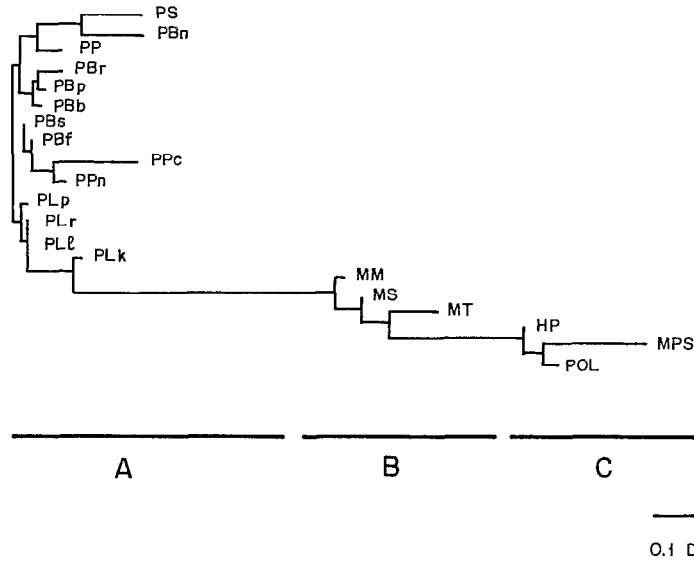 PS
PBn
PP
PBr
PBp
PBb
PBs
PBf
PPc
PPn
PLp
PLr
PLℓ
PLk
MM
MS
MT
HP
MPS
POL
A B C
0.1 D